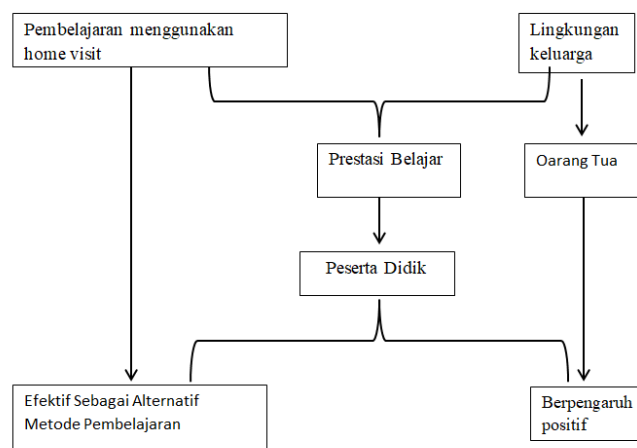 Pembelajaran menggunakan
home visit
Lingkungan
keluarga
Prestasi Belajar
Oarang Tua
Peserta Didik
Efektif Sebagai Alternatif
Metode Pembelajaran
Berpengaruh
positif